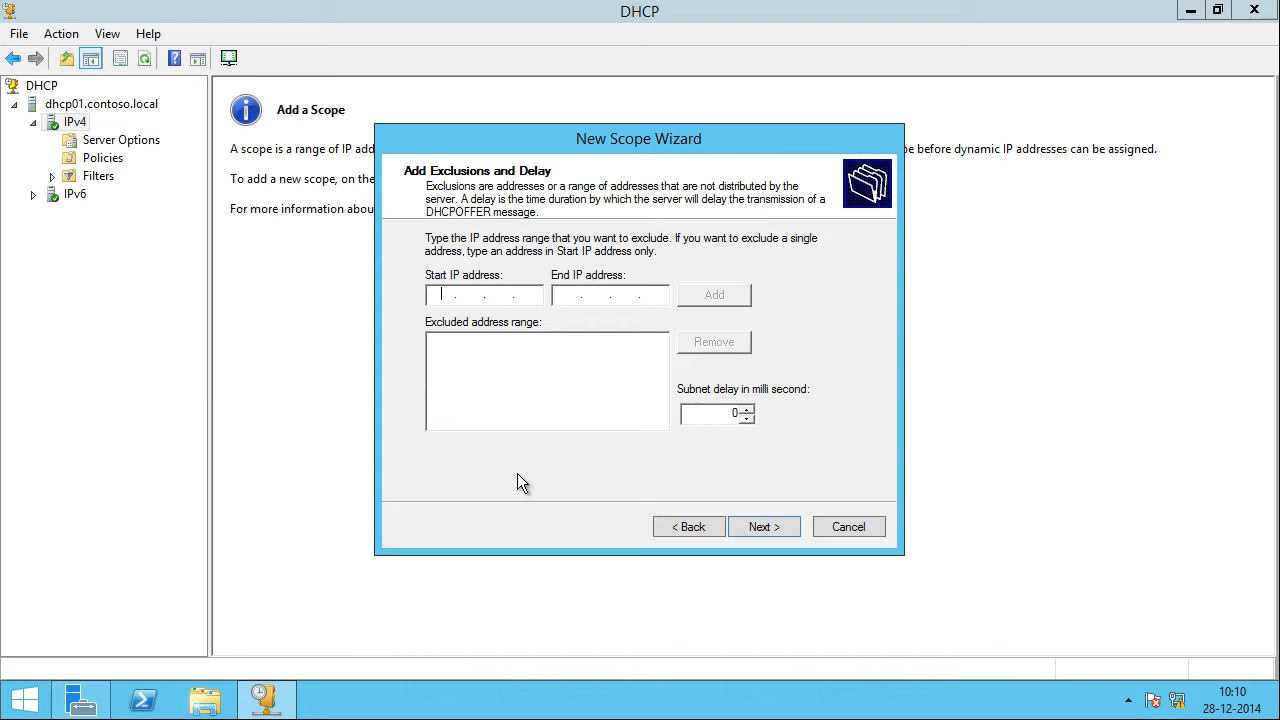 DHCP
File Action View Help
DHCP
dhcp01.contoso.local
IPv4
Server Options
Policies
Filters
IPv6
Add a Scope
A scope is a range of IP add
be before dynamic IP addresses can be assigned.
To add a new scope, on the
For more information abou
New Scope Wizard
Add Exclusions and Delay
Exclusions are addresses or a range of addresses that are not distributed by the
server. A delay is the time duration by which the server will delay the transmission of a
DHCPOFFER message.
Type the IP address range that you want to exclude. If you want to exclude a single
address, type an address in Start IP address only.
Start IP address: End IP address:
. . . . . . Add
Excluded address range:
Remove
Subnet delay in milli second:
0
< Back Next > Cancel
10:10
28-12-2014